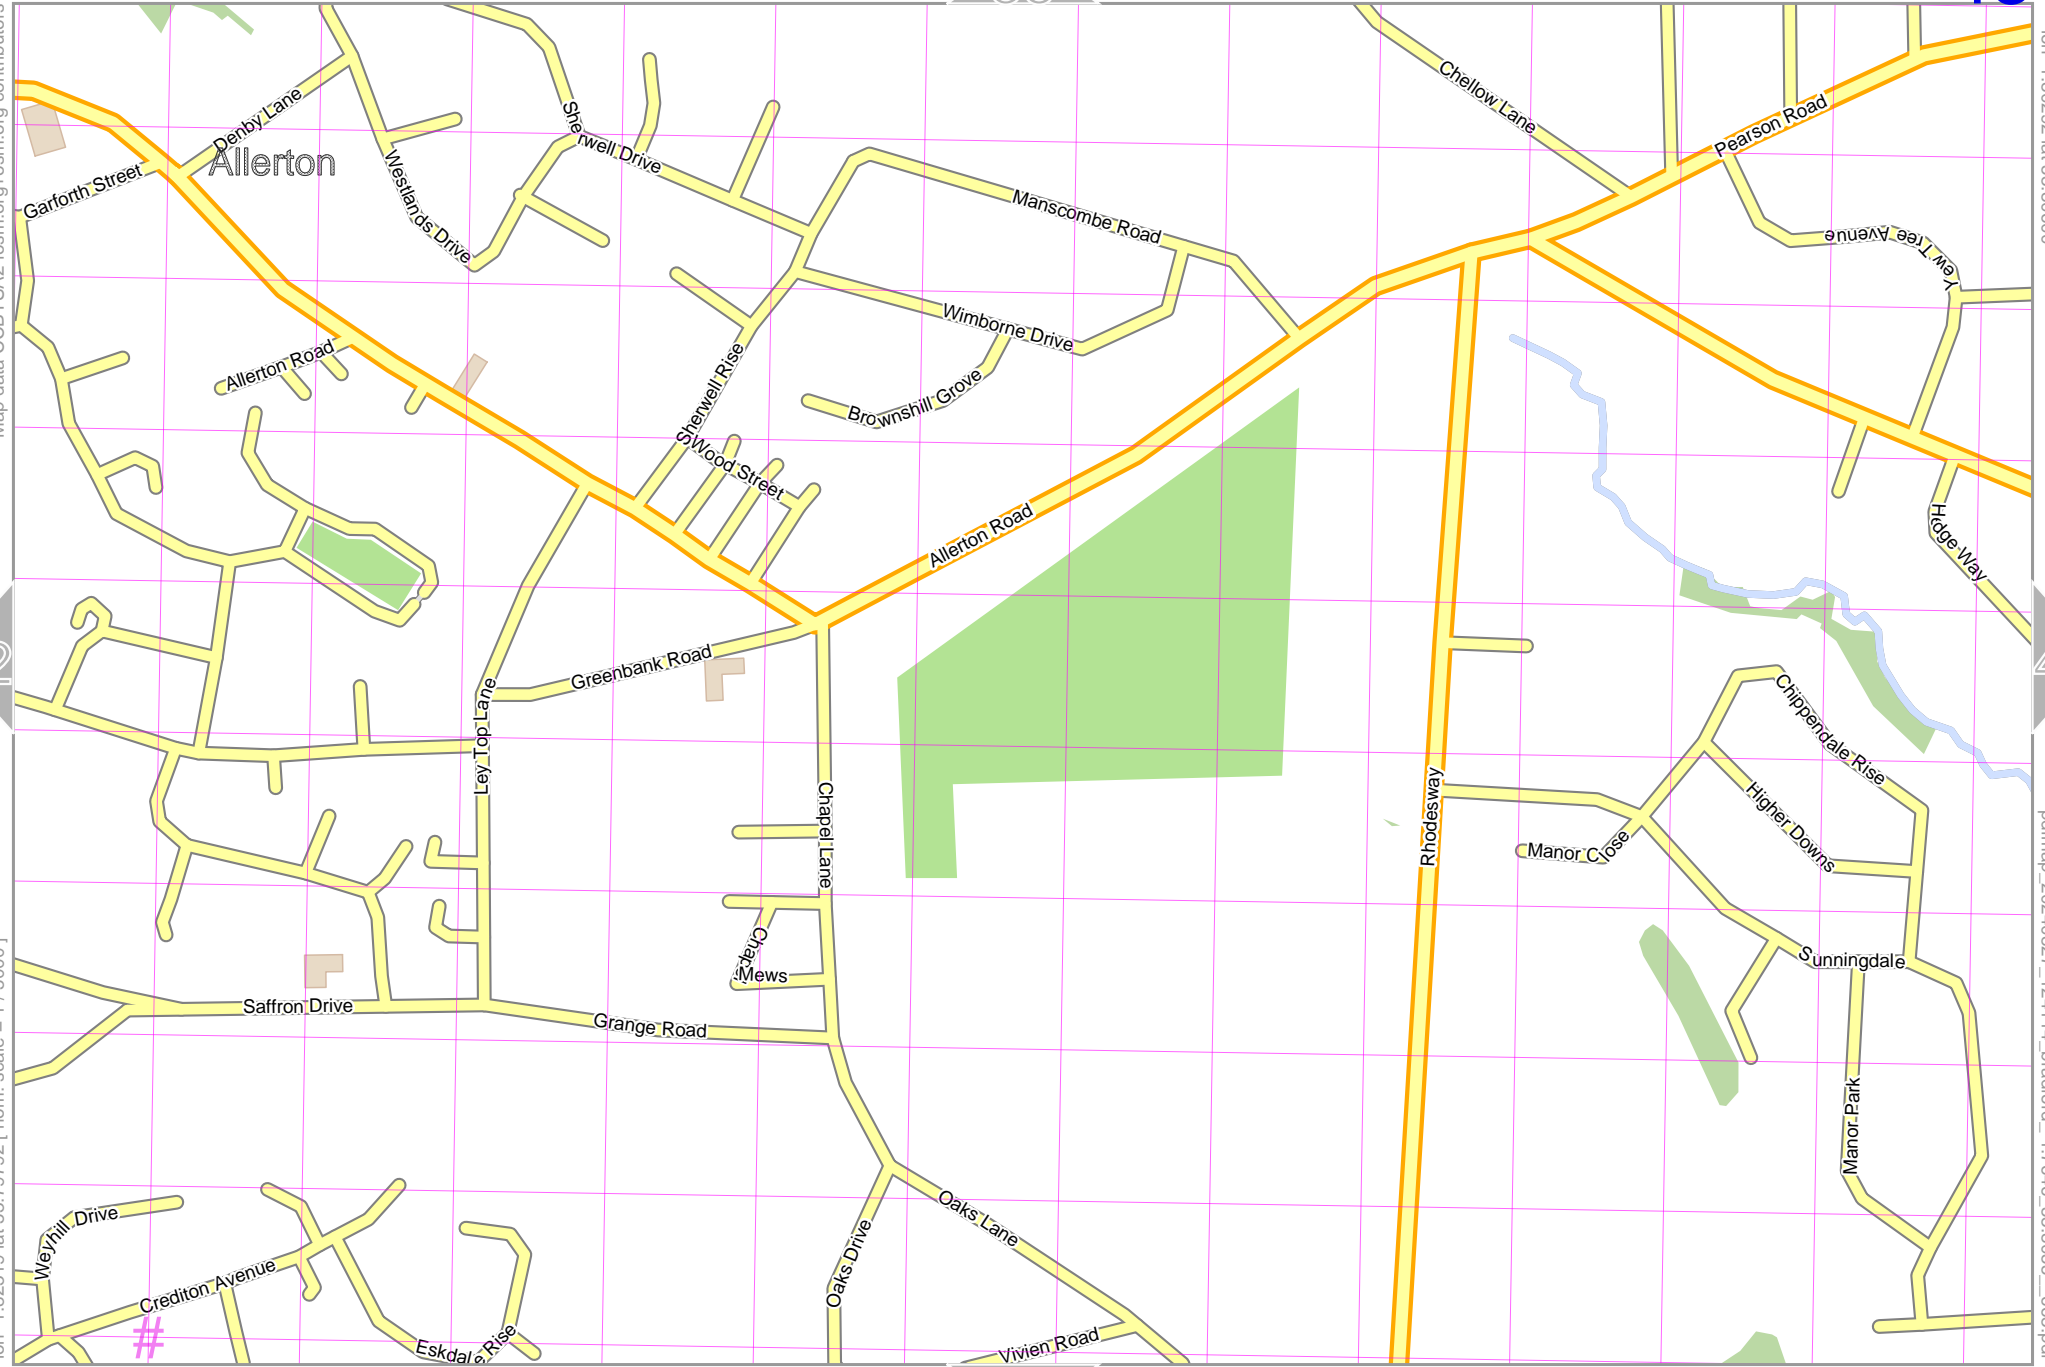 Chellow Lane
Pearson Road
Denby Lane
Allerton
Sherwell Drive
Garforth Street
Westlands Drive
Manscombe Road
Yew Tree Avenue
Wimborne Drive
Allerton Road
Sherwell Rise
Brownshill Grove
Wood Street
Allerton Road
Hedge Way
Greenbank Road
Ley Top Lane
Chippendale Rise
Chapel Lane
Rhodesway
Higher Downs
Manor Close
Chapel
Mews
Sunningdale
Saffron Drive
Grange Road
Manor Park
Weyhill Drive
Oaks Lane
Oaks Drive
Crediton Avenue
#
Eskdale Rise
Vivien Road